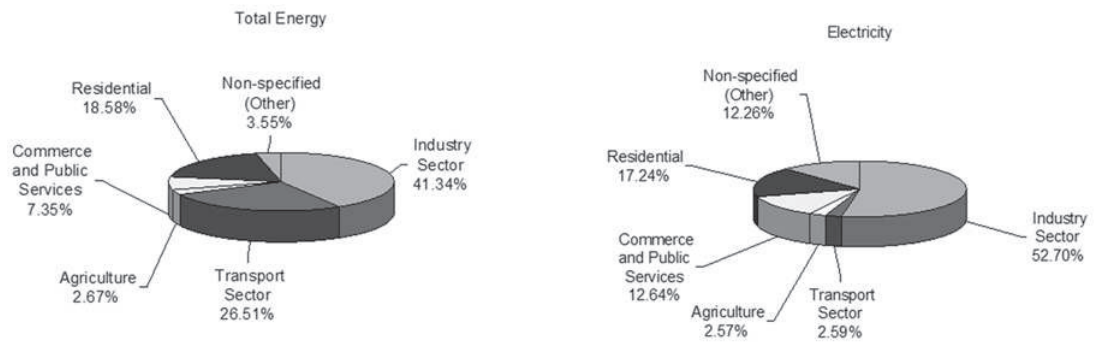 Total Energy
Residential
18.58%
Non-specified
(Other)
3.55%
Industry
Sector
41.34%
Commerce
and Public
Services
7.35%
Agriculture
2.67%
Transport
Sector
26.51%
Electricity
Non-specified
(Other)
12.26%
Residential
17.24%
Industry
Sector
52.70%
Commerce
and Public
Services
12.64%
Agriculture
2.57%
Transport
Sector
2.59%